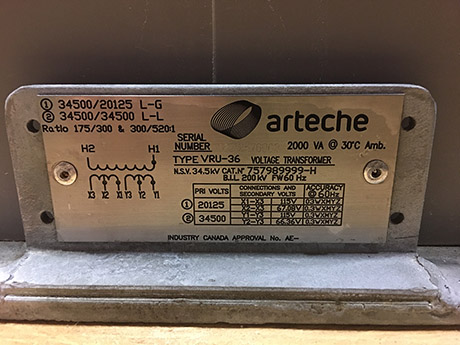 ① 34500/20125 L-G
② 34500/34500 L-L
Ratio 175/300 & 300/520:1
arteche
SERIAL
NUMBER
2000 VA @ 30°C Amb.
H2 H1
TYPE VRU-36 VOLTAGE TRANSFORMER
N.S.V. 34.5kV CAT.Nº 757989999-H
B.I.L. 200kV FW 60 Hz
X3 X2 X1 Y3 Y2 Y1
PRI VOLTS CONNECTIONS AND SECONDARY VOLTS ACCURACY @ 60Hz
① 20125 X1-X3 115V
X2-X3 67.08V
② 34500 Y1-Y3 115V
Y2-Y3 66.36V
INDUSTRY CANADA APPROVAL No. AE-